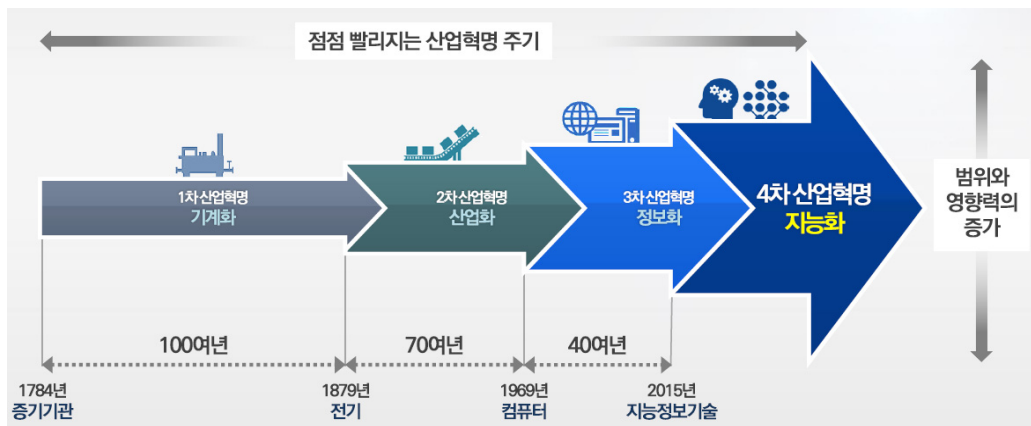 점점 빨리지는 산업혁명 주기
1차 산업혁명
기계화
2차 산업혁명
산업화
3차 산업혁명
정보화
4차 산업혁명
지능화
범위와
영향력의
증가
100여년
70여년
40여년
1784년
증기기관
1879년
전기
1969년
컴퓨터
2015년
지능정보기술